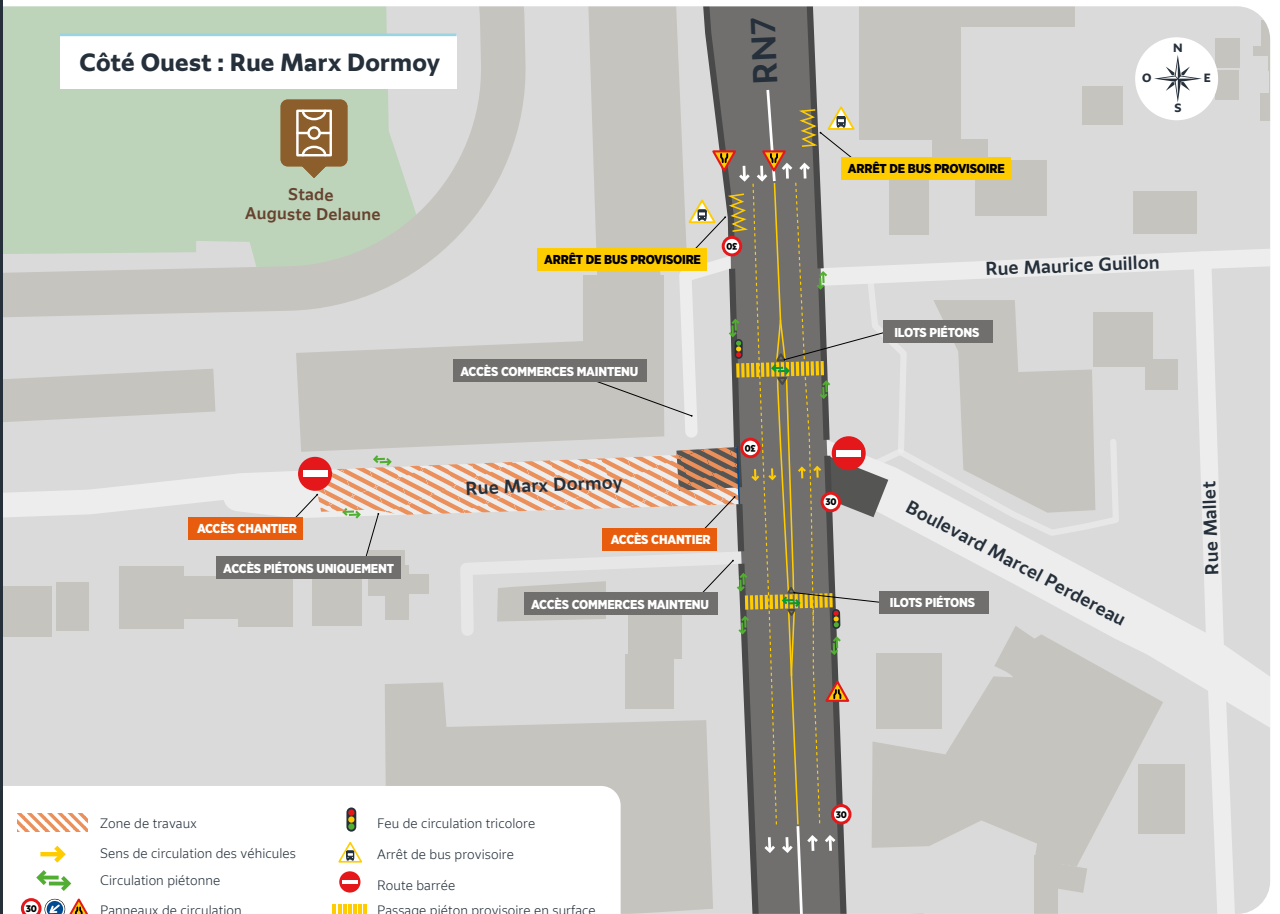 Côté Ouest : Rue Marx Dormoy
RN7
N
O
E
S
Stade
Auguste Delaune
ARRÊT DE BUS PROVISOIRE
ARRÊT DE BUS PROVISOIRE
30
Rue Maurice Guillon
ILOTS PIÉTONS
ACCÈS COMMERCES MAINTENU
30
Rue Marx Dormoy
30
ACCÈS CHANTIER
ACCÈS CHANTIER
ACCÈS PIÉTONS UNIQUEMENT
Boulevard Marcel Perdereau
Rue Mallet
ACCÈS COMMERCES MAINTENU
ILOTS PIÉTONS
30
Zone de travaux
Sens de circulation des véhicules
Circulation piétonne
30
Panneaux de circulation
Feu de circulation tricolore
Arrêt de bus provisoire
Route barrée
Passage piéton provisoire en surface